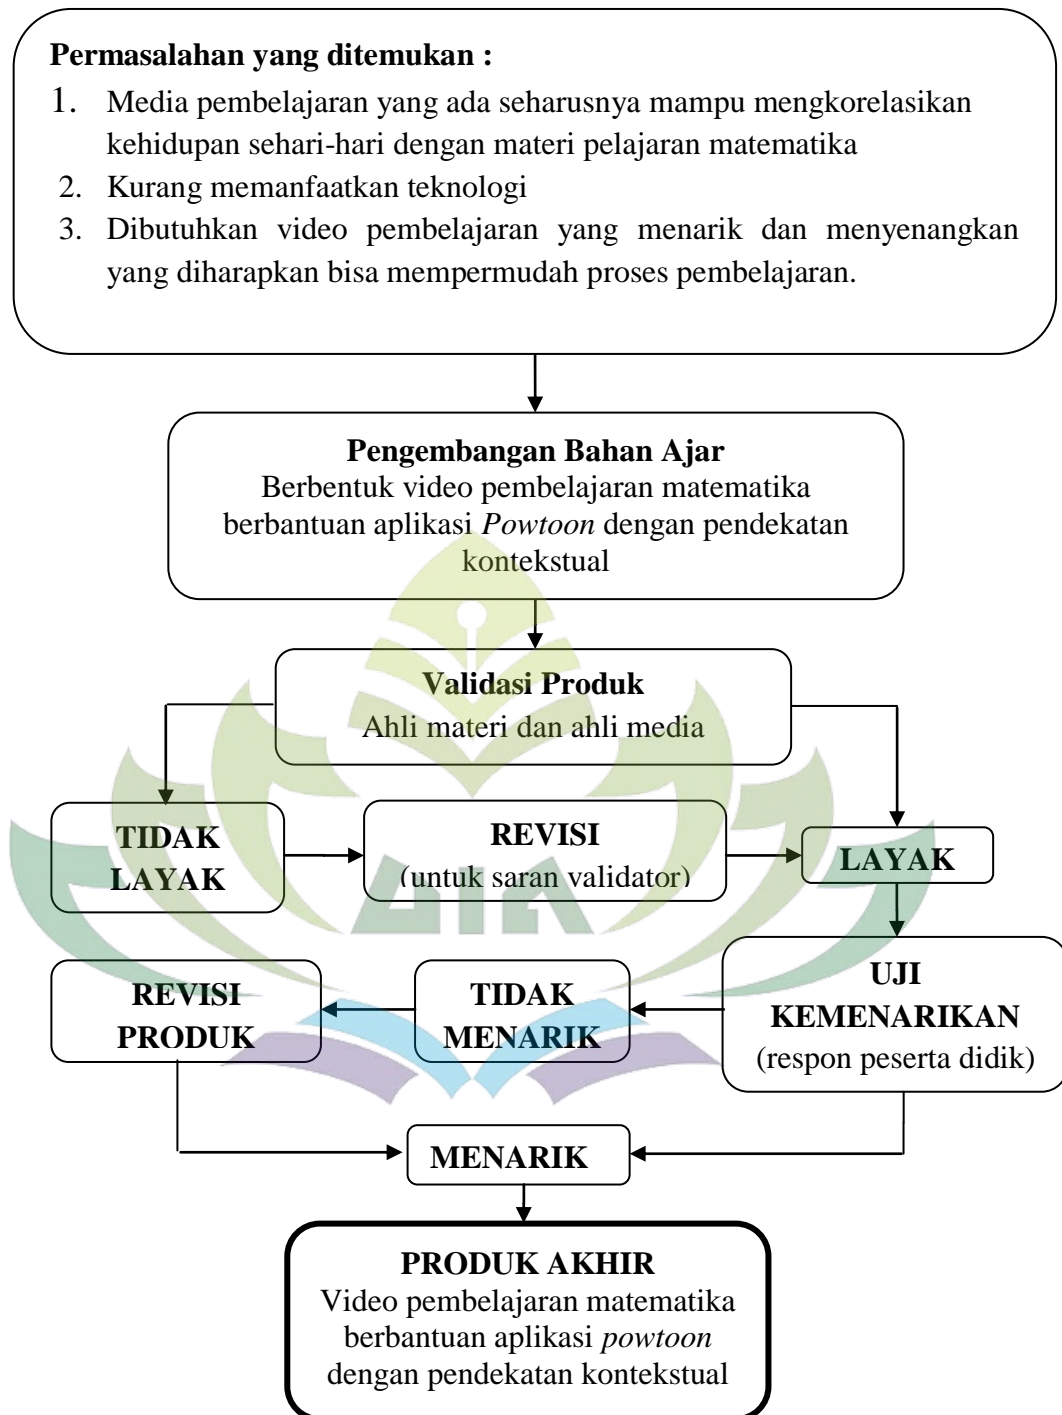 Permasalahan yang ditemukan :
1. Media pembelajaran yang ada seharusnya mampu mengkorelasikan
kehidupan sehari-hari dengan materi pelajaran matematika
2. Kurang memanfaatkan teknologi
3. Dibutuhkan video pembelajaran yang menarik dan menyenangkan
yang diharapkan bisa mempermudah proses pembelajaran.
Pengembangan Bahan Ajar
Berbentuk video pembelajaran matematika
berbantuan aplikasi Powtoon dengan pendekatan
kontekstual
Validasi Produk
Ahli materi dan ahli media
TIDAK
LAYAK
REVISI
(untuk saran validator)
LAYAK
REVISI
PRODUK
TIDAK
MENARIK
UJI
KEMENARIKAN
(respon peserta didik)
MENARIK
PRODUK AKHIR
Video pembelajaran matematika
berbantuan aplikasi powtoon
dengan pendekatan kontekstual